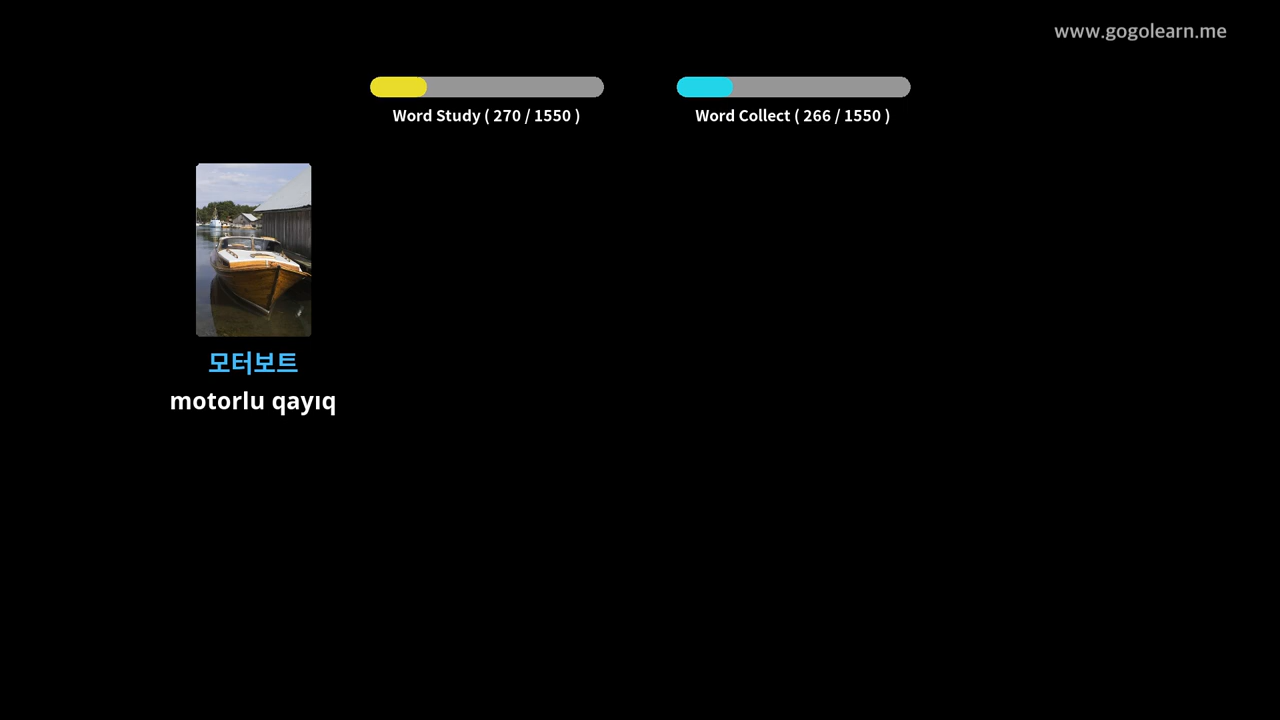 www.gogolearn.me
Word Study ( 270 / 1550 )
Word Collect ( 266 / 1550 )
모터보트
motorlu qayıq